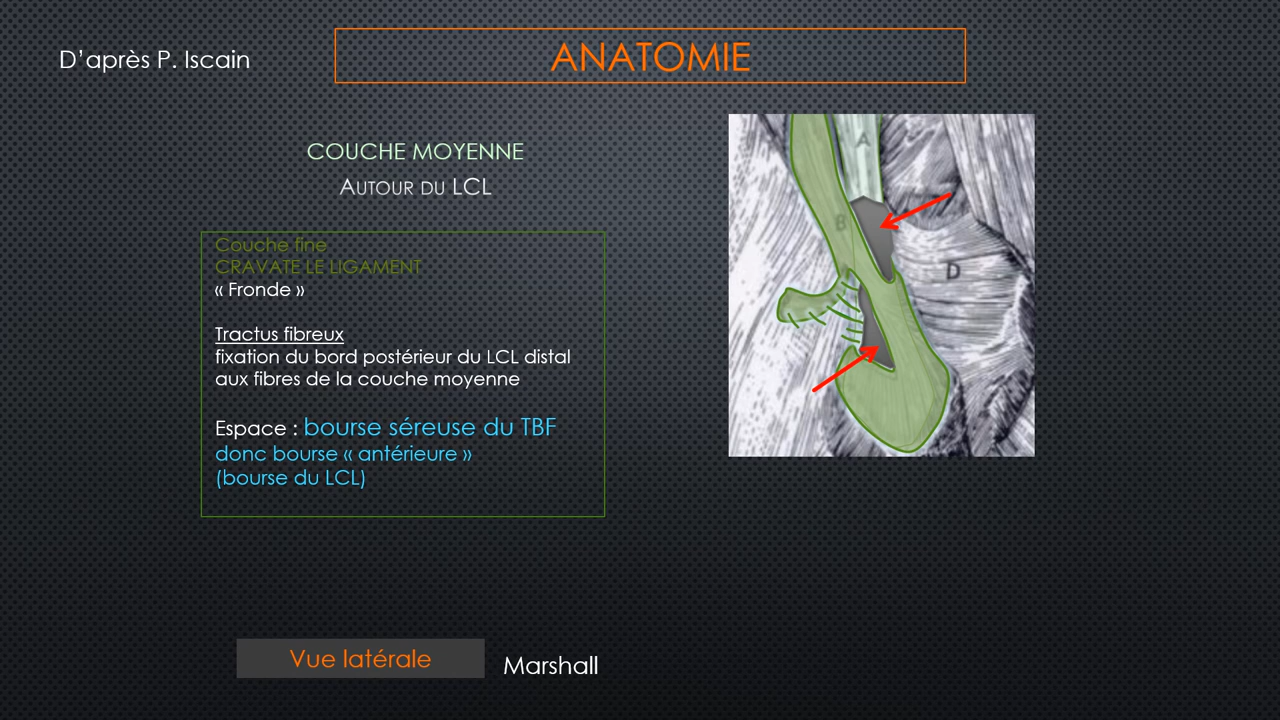 D’après P. Iscain
ANATOMIE
COUCHE MOYENNE
AUTOUR DU LCL
Couche fine
CRAVATE LE LIGAMENT
« Fronde »
Tractus fibreux
fixation du bord postérieur du LCL distal
aux fibres de la couche moyenne
Espace : bourse séreuse du TBF
donc bourse « antérieure »
(bourse du LCL)
A
B
D
Vue latérale
Marshall